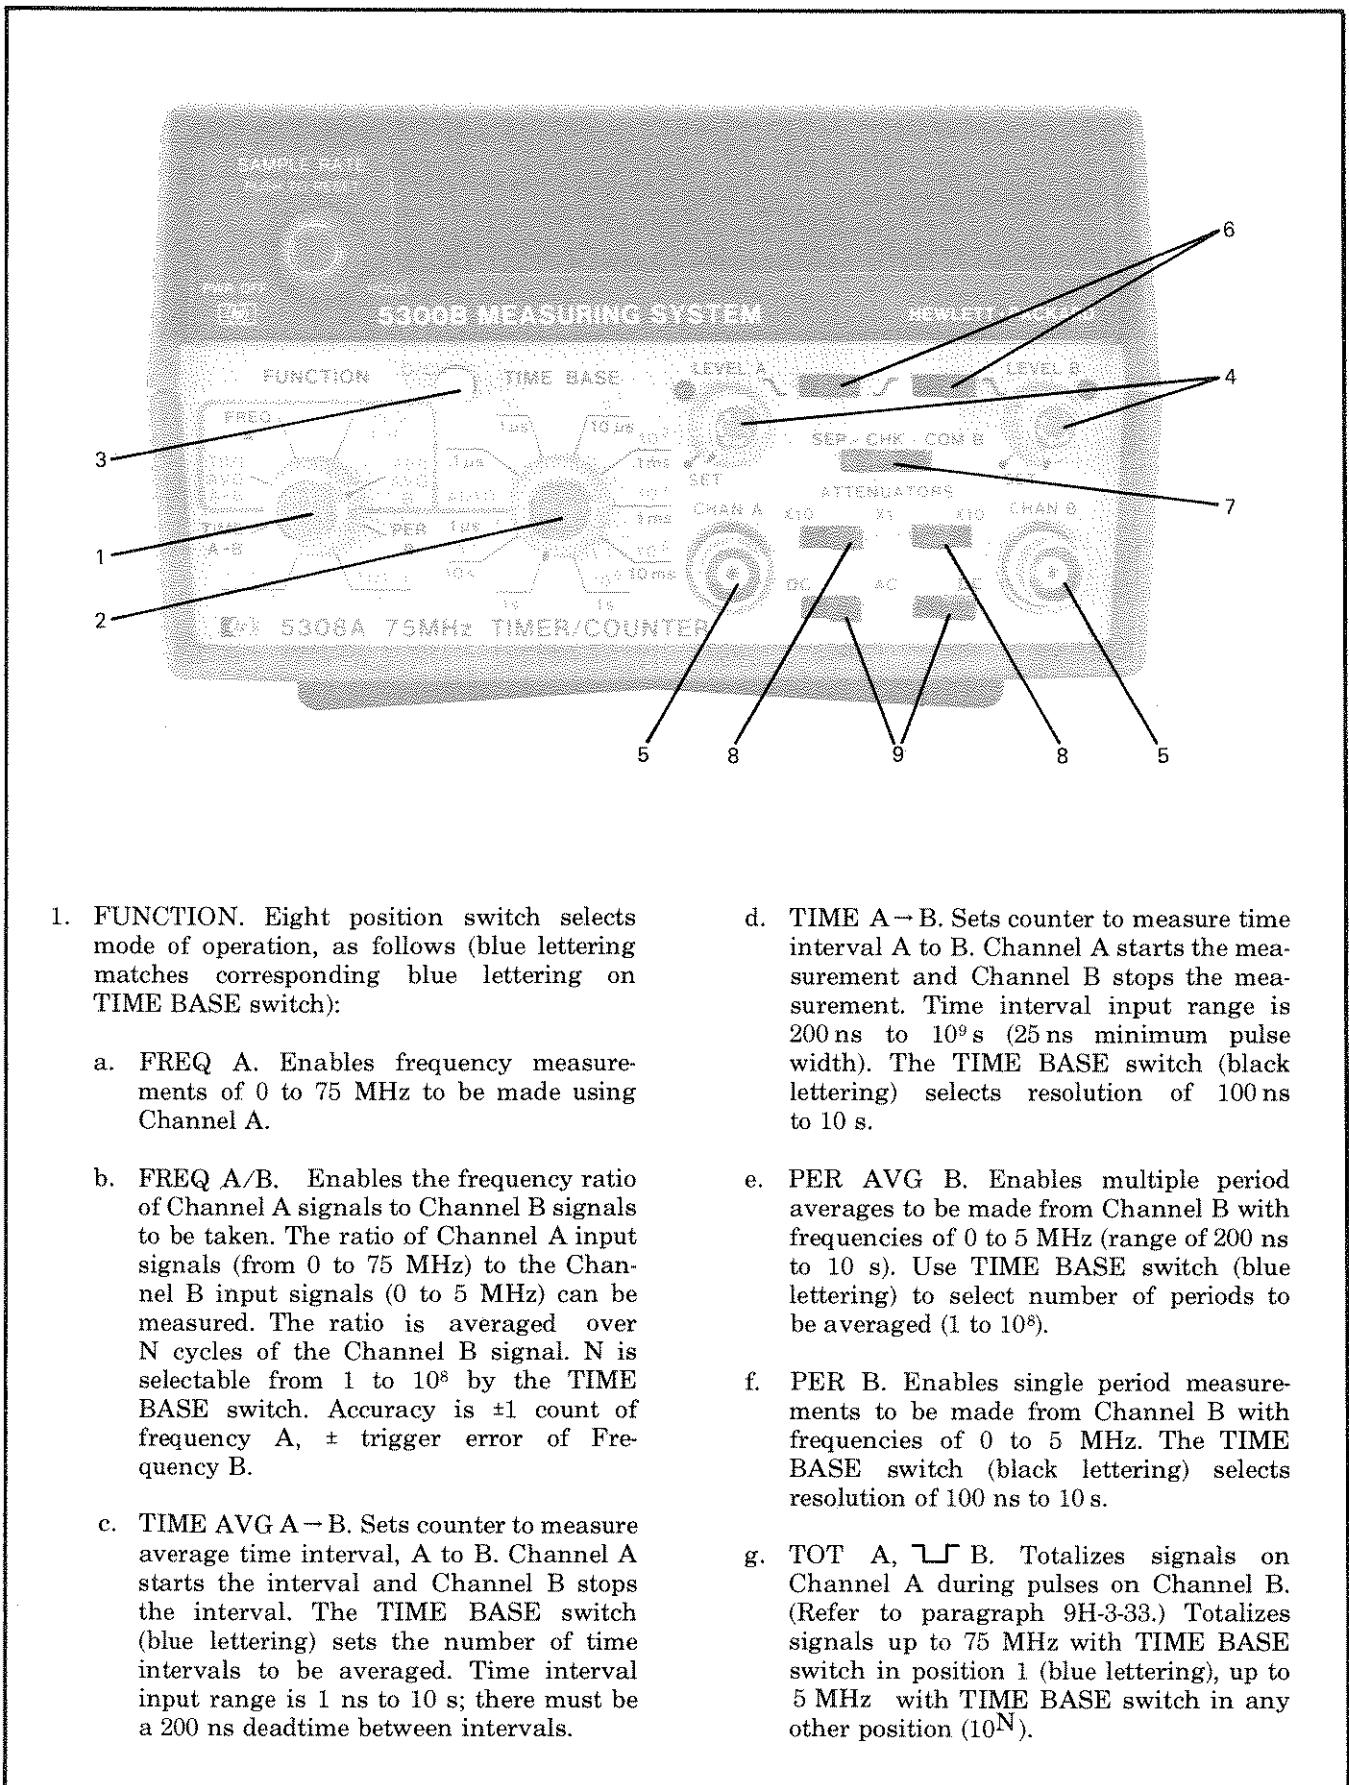 SAMPLE RATE
PWR OFF
5300B MEASURING SYSTEM
FUNCTION
TIME BASE
LEVEL A
LEVEL B
FREQ
1µs
10µs
.1µs
.1ms
SEP - CHK - COM B
SET
SET
ATTENUATORS
TIME
PER
1µs
1ms
CHAN A
X10
X1
X10
CHAN B
10s
10ms
DC
AC
DC
1s
1s
5308A 75MHz TIMER/COUNTER
6
4
3
7
1
2
5
8
9
8
5
1. FUNCTION. Eight position switch selects
mode of operation, as follows (blue lettering
matches corresponding blue lettering on
TIME BASE switch):
a. FREQ A. Enables frequency measure-
ments of 0 to 75 MHz to be made using
Channel A.
b. FREQ A/B. Enables the frequency ratio
of Channel A signals to Channel B signals
to be taken. The ratio of Channel A input
signals (from 0 to 75 MHz) to the Chan-
nel B input signals (0 to 5 MHz) can be
measured. The ratio is averaged over
N cycles of the Channel B signal. N is
selectable from 1 to 10⁸ by the TIME
BASE switch. Accuracy is ±1 count of
frequency A, ± trigger error of Fre-
quency B.
c. TIME AVG A→B. Sets counter to measure
average time interval, A to B. Channel A
starts the interval and Channel B stops
the interval. The TIME BASE switch
(blue lettering) sets the number of time
intervals to be averaged. Time interval
input range is 1 ns to 10 s; there must be
a 200 ns deadtime between intervals.
d. TIME A→B. Sets counter to measure time
interval A to B. Channel A starts the mea-
surement and Channel B stops the mea-
surement. Time interval input range is
200 ns to 10⁹ s (25 ns minimum pulse
width). The TIME BASE switch (black
lettering) selects resolution of 100 ns
to 10 s.
e. PER AVG B. Enables multiple period
averages to be made from Channel B with
frequencies of 0 to 5 MHz (range of 200 ns
to 10 s). Use TIME BASE switch (blue
lettering) to select number of periods to
be averaged (1 to 10⁸).
f. PER B. Enables single period measure-
ments to be made from Channel B with
frequencies of 0 to 5 MHz. The TIME
BASE switch (black lettering) selects
resolution of 100 ns to 10 s.
g. TOT A, B. Totalizes signals on
Channel A during pulses on Channel B.
(Refer to paragraph 9H-3-33.) Totalizes
signals up to 75 MHz with TIME BASE
switch in position 1 (blue lettering), up to
5 MHz with TIME BASE switch in any
other position (10ᴺ).